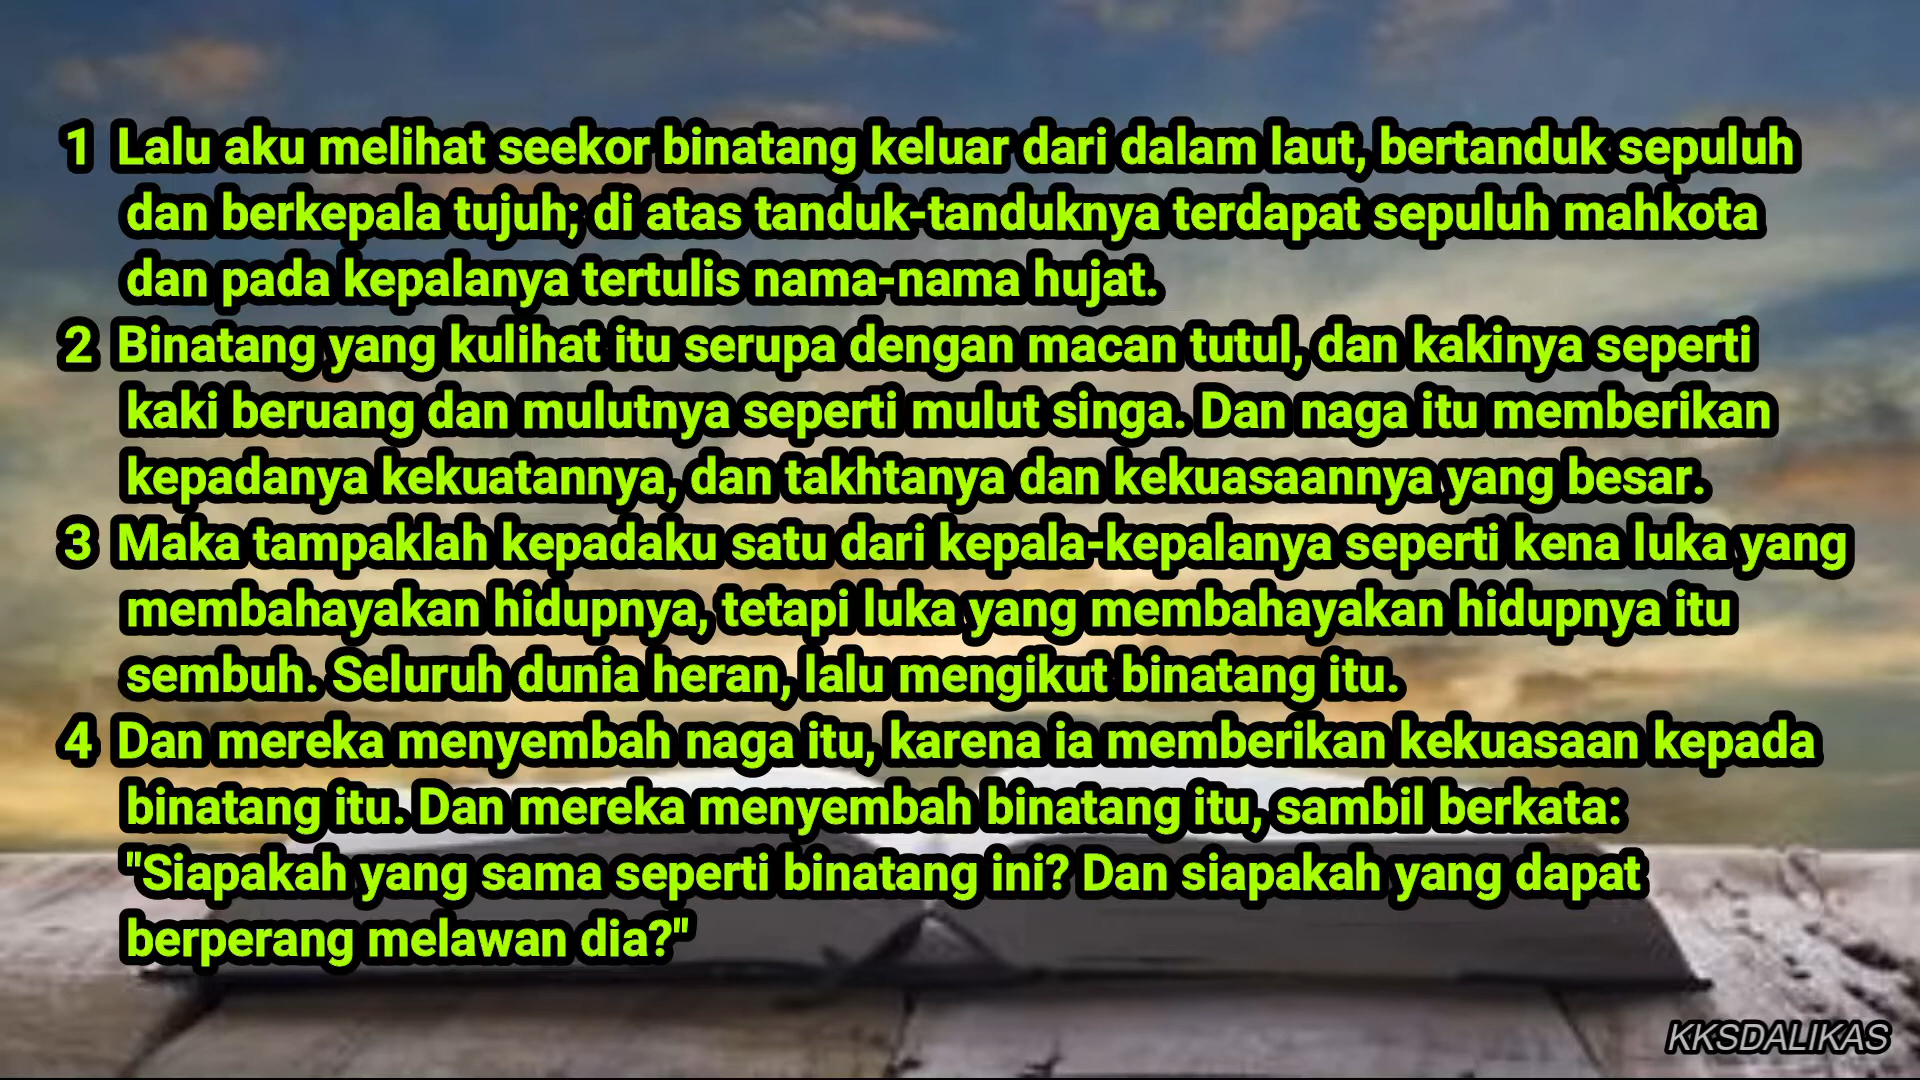 1 Lalu aku melihat seekor binatang keluar dari dalam laut, bertanduk sepuluh
dan berkepala tujuh; di atas tanduk-tanduknya terdapat sepuluh mahkota
dan pada kepalanya tertulis nama-nama hujat.
2 Binatang yang kulihat itu serupa dengan macan tutul, dan kakinya seperti
kaki beruang dan mulutnya seperti mulut singa. Dan naga itu memberikan
kepadanya kekuatannya, dan takhtanya dan kekuasaannya yang besar.
3 Maka tampaklah kepadaku satu dari kepala-kepalanya seperti kena luka yang
membahayakan hidupnya, tetapi luka yang membahayakan hidupnya itu
sembuh. Seluruh dunia heran, lalu mengikut binatang itu.
4 Dan mereka menyembah naga itu, karena ia memberikan kekuasaan kepada
binatang itu. Dan mereka menyembah binatang itu, sambil berkata:
"Siapakah yang sama seperti binatang ini? Dan siapakah yang dapat
berperang melawan dia?"
KKSDALIKAS